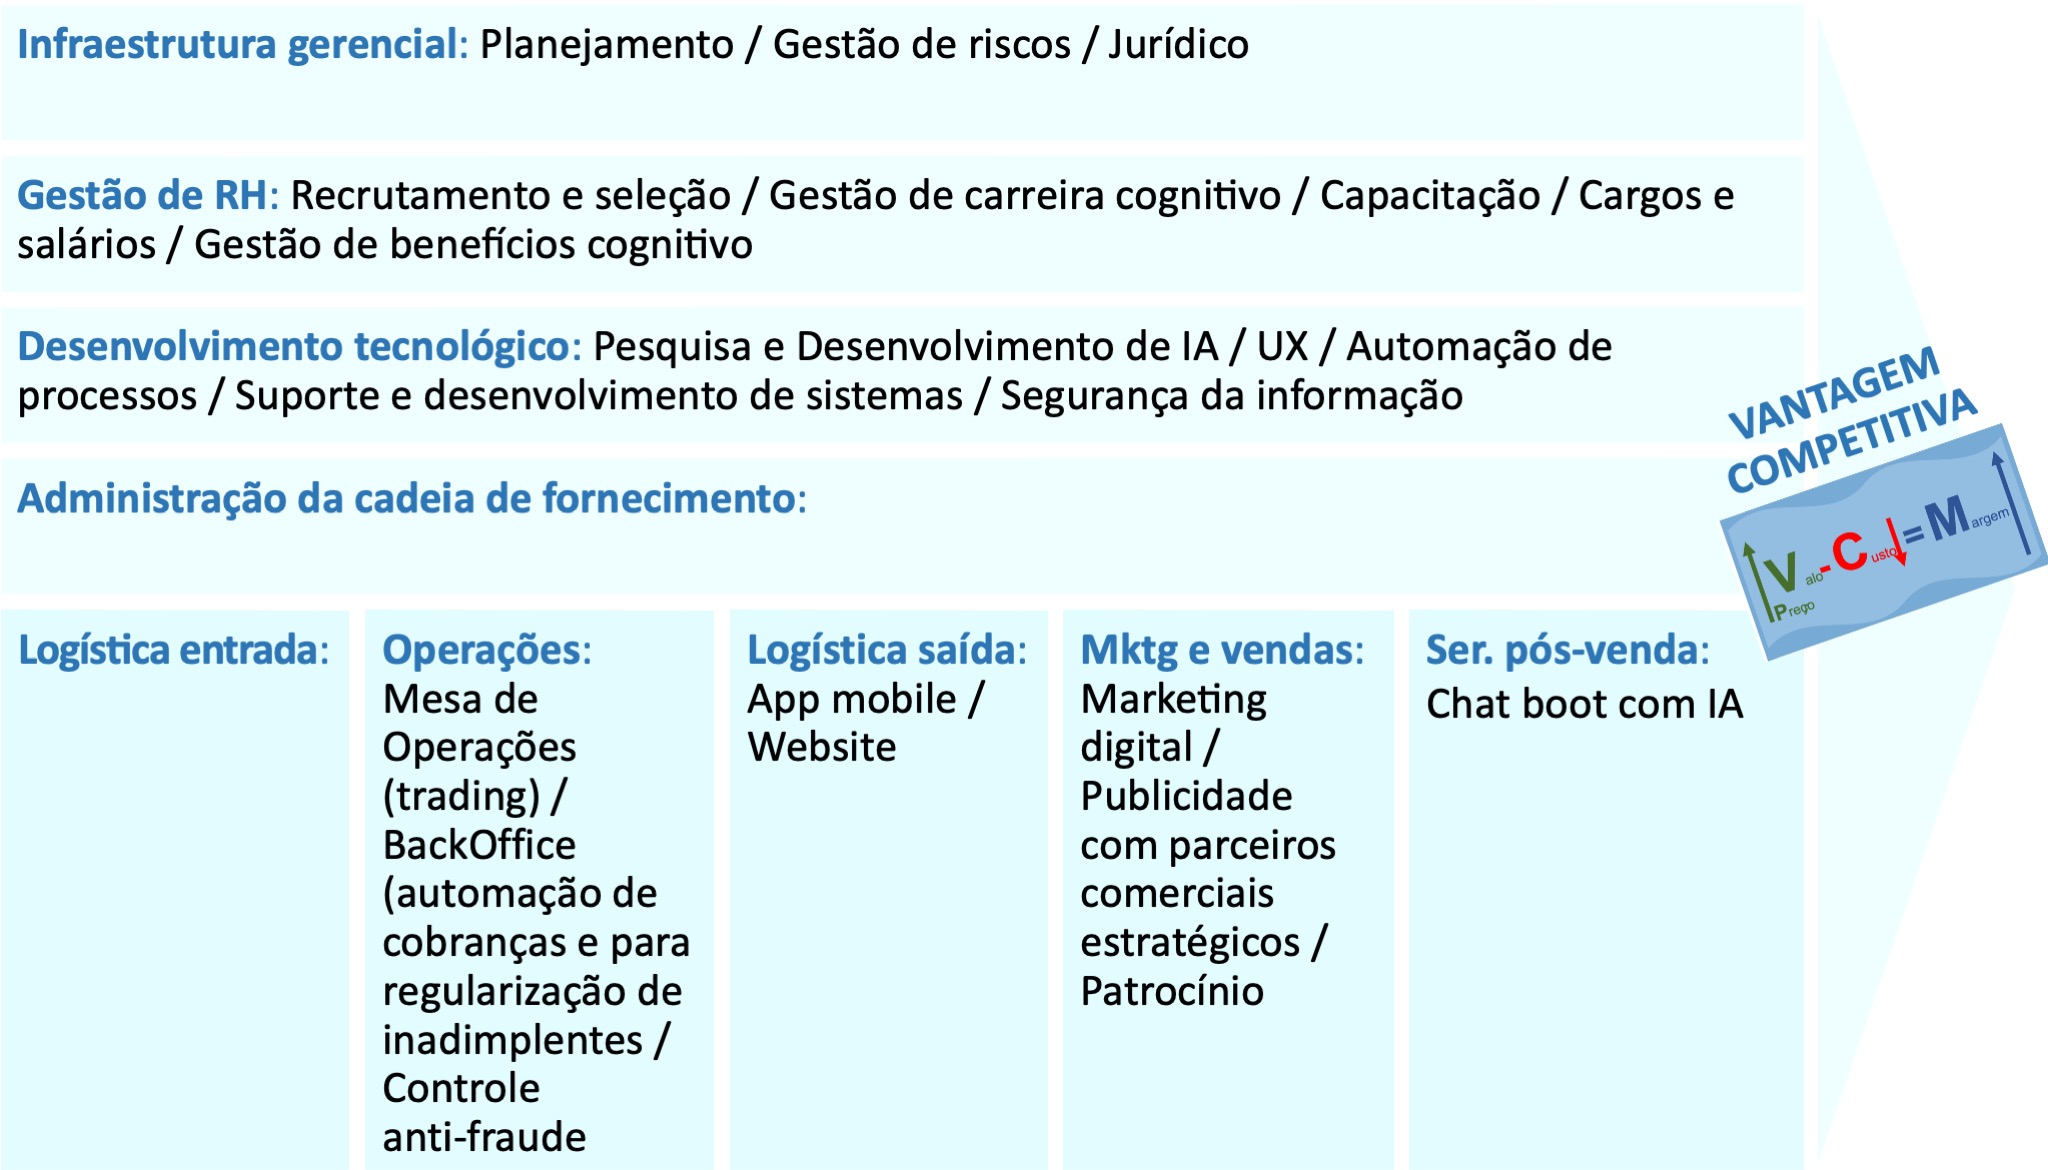 Infraestrutura gerencial: Planejamento / Gestão de riscos / Jurídico
Gestão de RH: Recrutamento e seleção / Gestão de carreira cognitivo / Capacitação / Cargos e
salários / Gestão de benefícios cognitivo
Desenvolvimento tecnológico: Pesquisa e Desenvolvimento de IA / UX / Automação de
processos / Suporte e desenvolvimento de sistemas / Segurança da informação
Administração da cadeia de fornecimento:
VANTAGEM
COMPETITIVA
Valo-Custo=Margem
Preço
Logística entrada:
Operações:
Mesa de
Operações
(trading) /
BackOffice
(automação de
cobranças e para
regularização de
inadimplentes /
Controle
anti-fraude
Logística saída:
App mobile /
Website
Mktg e vendas:
Marketing
digital /
Publicidade
com parceiros
comerciais
estratégicos /
Patrocínio
Ser. pós-venda:
Chat boot com IA